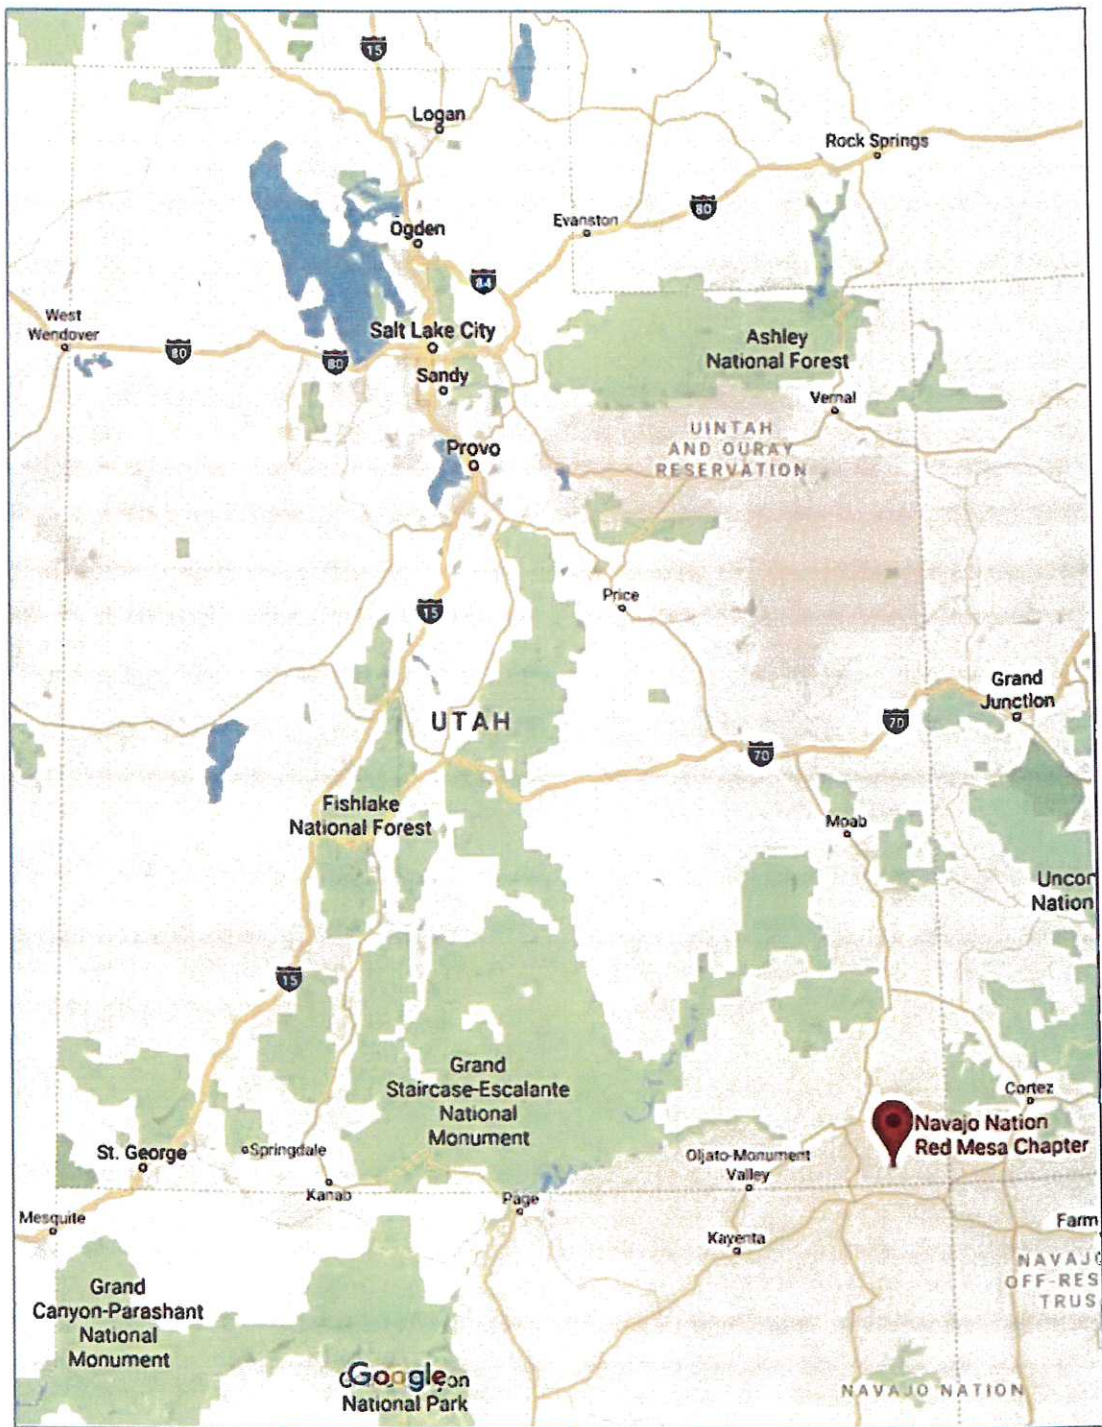 15
Logan
Rock Springs
80
Evanston
Ogden
84
West
Wendover
80
80
Salt Lake City
Sandy
Ashley
National Forest
Vernal
UINTAH
AND OURAY
RESERVATION
Provo
Price
15
Grand
Junction
UTAH
70
70
Fishlake
National Forest
Moab
Uncor
Nation
15
Grand
Staircase-Escalante
National
Monument
Cortez
Navajo Nation
Red Mesa Chapter
St. George
Springdale
Oljato-Monument
Valley
Kanab
Page
Mesquite
Kayenta
Farm
NAVAJO
OFF-RES
TRUS
Grand
Canyon-Parashant
National
Monument
Google
yon
National Park
NAVAJO NATION